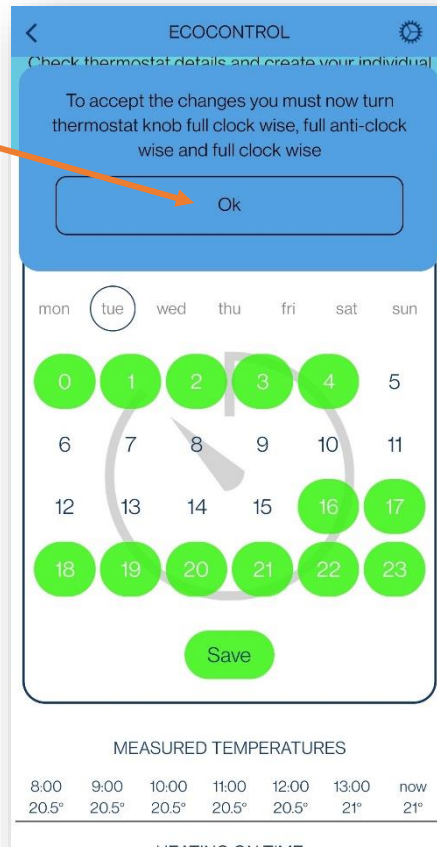 ECOCONTROL
Check thermostat details and create your individual
To accept the changes you must now turn
thermostat knob full clock wise, full anti-clock
wise and full clock wise
Ok
mon tue wed thu fri sat sun
0 1 2 3 4 5
6 7 8 9 10 11
12 13 14 15 16 17
18 19 20 21 22 23
Save
MEASURED TEMPERATURES
8:00 9:00 10:00 11:00 12:00 13:00 now
20.5° 20.5° 20.5° 20.5° 20.5° 21° 21°
HEATING ON TIME